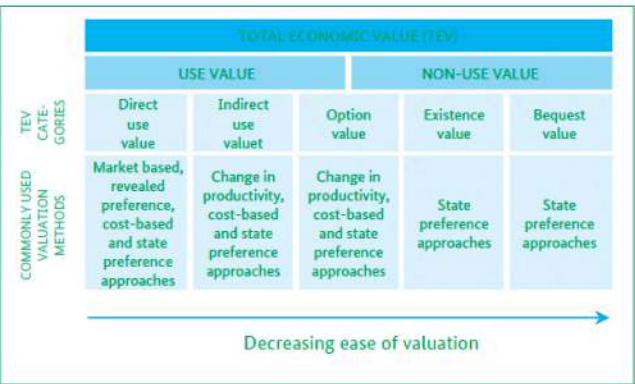 TOTAL ECONOMIC VALUE (TEV)
USE VALUE
NON-USE VALUE
TEV
CATE-
GORIES
Direct
use
value
Indirect
use
valuet
Option
value
Existence
value
Bequest
value
COMMONLY USED
VALUATION
METHODS
Market based,
revealed
preference,
cost-based
and state
preference
approaches
Change in
productivity,
cost-based
and state
preference
approaches
Change in
productivity,
cost-based
and state
preference
approaches
State
preference
approaches
State
preference
approaches
Decreasing ease of valuation